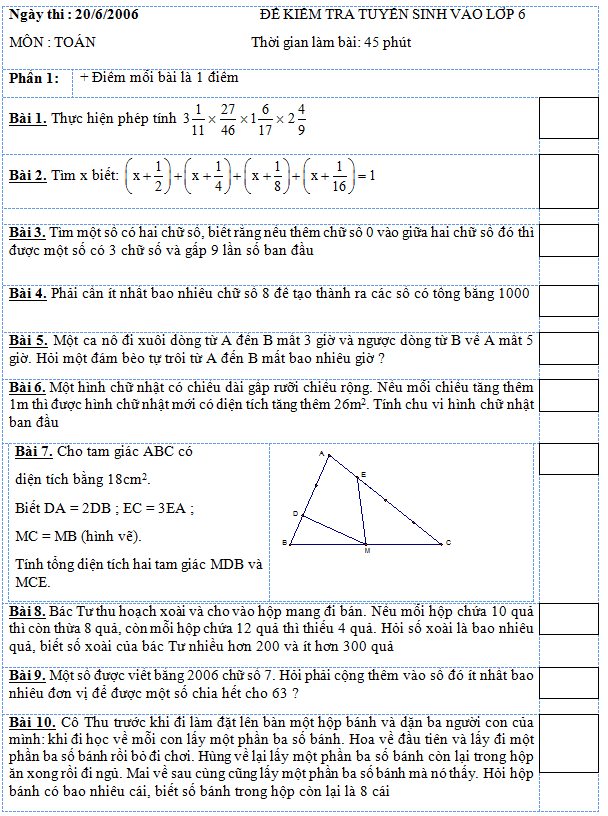 Ngày thi : 20/6/2006 ĐỀ KIỂM TRA TUYỂN SINH VÀO LỚP 6
MÔN : TOÁN Thời gian làm bài: 45 phút
Phần 1: + Điểm mỗi bài là 1 điểm
Bài 1. Thực hiện phép tính 3 1/11 × 27/46 × 1 6/17 × 2 4/9
Bài 2. Tìm x biết: (x + 1/2) + (x + 1/4) + (x + 1/8) + (x + 1/16) = 1
Bài 3. Tìm một số có hai chữ số, biết rằng nếu thêm chữ số 0 vào giữa hai chữ số đó thì
được một số có 3 chữ số và gấp 9 lần số ban đầu
Bài 4. Phải cần ít nhất bao nhiêu chữ số 8 để tạo thành ra các số có tổng bằng 1000
Bài 5. Một ca nô đi xuôi dòng từ A đến B mất 3 giờ và ngược dòng từ B về A mất 5
giờ. Hỏi một đám bèo tự trôi từ A đến B mất bao nhiêu giờ ?
Bài 6. Một hình chữ nhật có chiều dài gấp rưỡi chiều rộng. Nếu mỗi chiều tăng thêm
1m thì được hình chữ nhật mới có diện tích tăng thêm 26m². Tính chu vi hình chữ nhật
ban đầu
Bài 7. Cho tam giác ABC có
diện tích bằng 18cm².
Biết DA = 2DB ; EC = 3EA ;
MC = MB (hình vẽ).
Tính tổng diện tích hai tam giác MDB và
MCE.
A
E
D
B
M
C
Bài 8. Bác Tư thu hoạch xoài và cho vào hộp mang đi bán. Nếu mỗi hộp chứa 10 quả
thì còn thừa 8 quả, còn mỗi hộp chứa 12 quả thì thiếu 4 quả. Hỏi số xoài là bao nhiêu
quả, biết số xoài của bác Tư nhiều hơn 200 và ít hơn 300 quả
Bài 9. Một số được viết bằng 2006 chữ số 7. Hỏi phải cộng thêm vào số đó ít nhất bao
nhiêu đơn vị để được một số chia hết cho 63 ?
Bài 10. Cô Thu trước khi đi làm đặt lên bàn một hộp bánh và dặn ba người con của
mình: khi đi học về mỗi con lấy một phần ba số bánh. Hoa về đầu tiên và lấy đi một
phần ba số bánh rồi bỏ đi chơi. Hùng về lại lấy một phần ba số bánh còn lại trong hộp
ăn xong rồi đi ngủ. Mai về sau cùng cũng lấy một phần ba số bánh mà nó thấy. Hỏi hộp
bánh có bao nhiêu cái, biết số bánh trong hộp còn lại là 8 cái